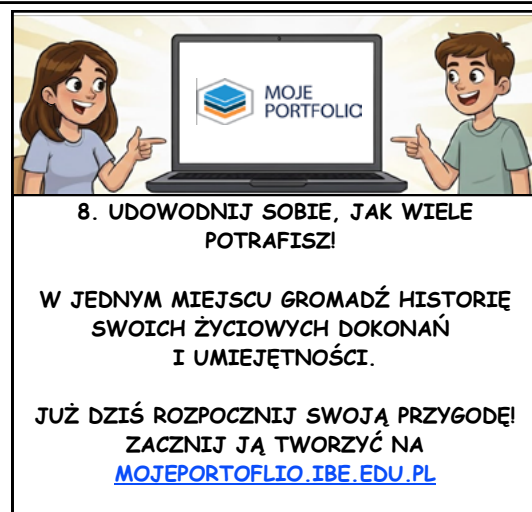 MOJE
PORTFOLIO
8. UDOWODNIJ SOBIE, JAK WIELE
POTRAFISZ!
W JEDNYM MIEJSCU GROMADŹ HISTORIĘ
SWOICH ŻYCIOWYCH DOKONAŃ
I UMIEJĘTNOŚCI.
JUŻ DZIŚ ROZPOCZNIJ SWOJĄ PRZYGODĘ!
ZACZNIJ JĄ TWORZYĆ NA
MOJEPORTOFLIO.IBE.EDU.PL